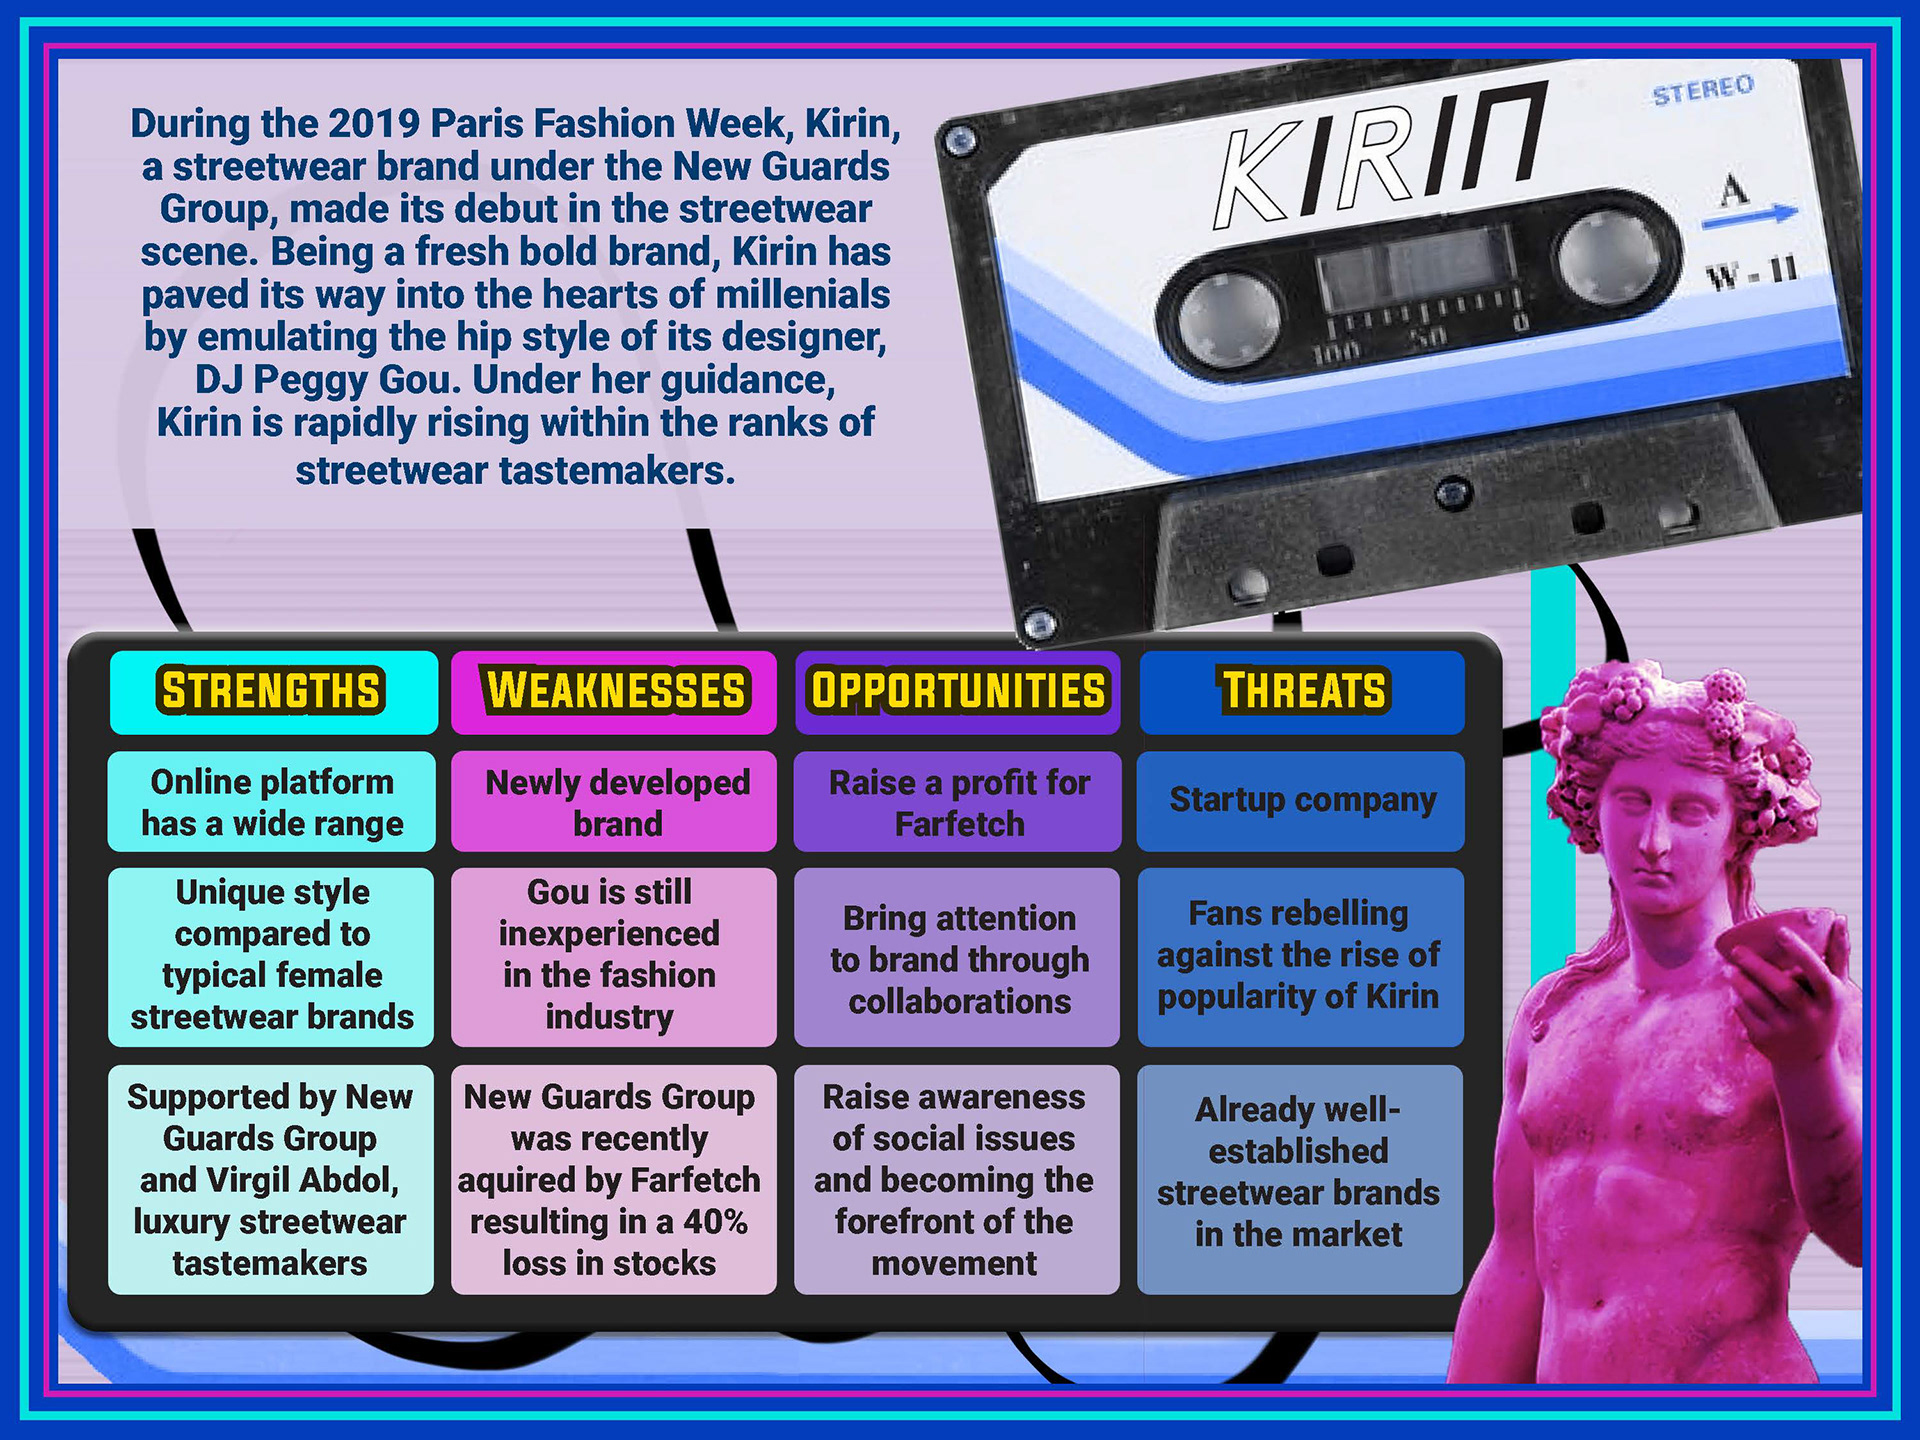 During the 2019 Paris Fashion Week, Kirin,
a streetwear brand under the New Guards
Group, made its debut in the streetwear
scene. Being a fresh bold brand, Kirin has
paved its way into the hearts of millenials
by emulating the hip style of its designer,
DJ Peggy Gou. Under her guidance,
Kirin is rapidly rising within the ranks of
streetwear tastemakers.
KIRIN
STEREO
A
W - II
100 50 0
STRENGTHS
Online platform
has a wide range
Unique style
compared to
typical female
streetwear brands
Supported by New
Guards Group
and Virgil Abdol,
luxury streetwear
tastemakers
WEAKNESSES
Newly developed
brand
Gou is still
inexperienced
in the fashion
industry
New Guards Group
was recently
aquired by Farfetch
resulting in a 40%
loss in stocks
OPPORTUNITIES
Raise a profit for
Farfetch
Bring attention
to brand through
collaborations
Raise awareness
of social issues
and becoming the
forefront of the
movement
THREATS
Startup company
Fans rebelling
against the rise of
popularity of Kirin
Already well-
established
streetwear brands
in the market